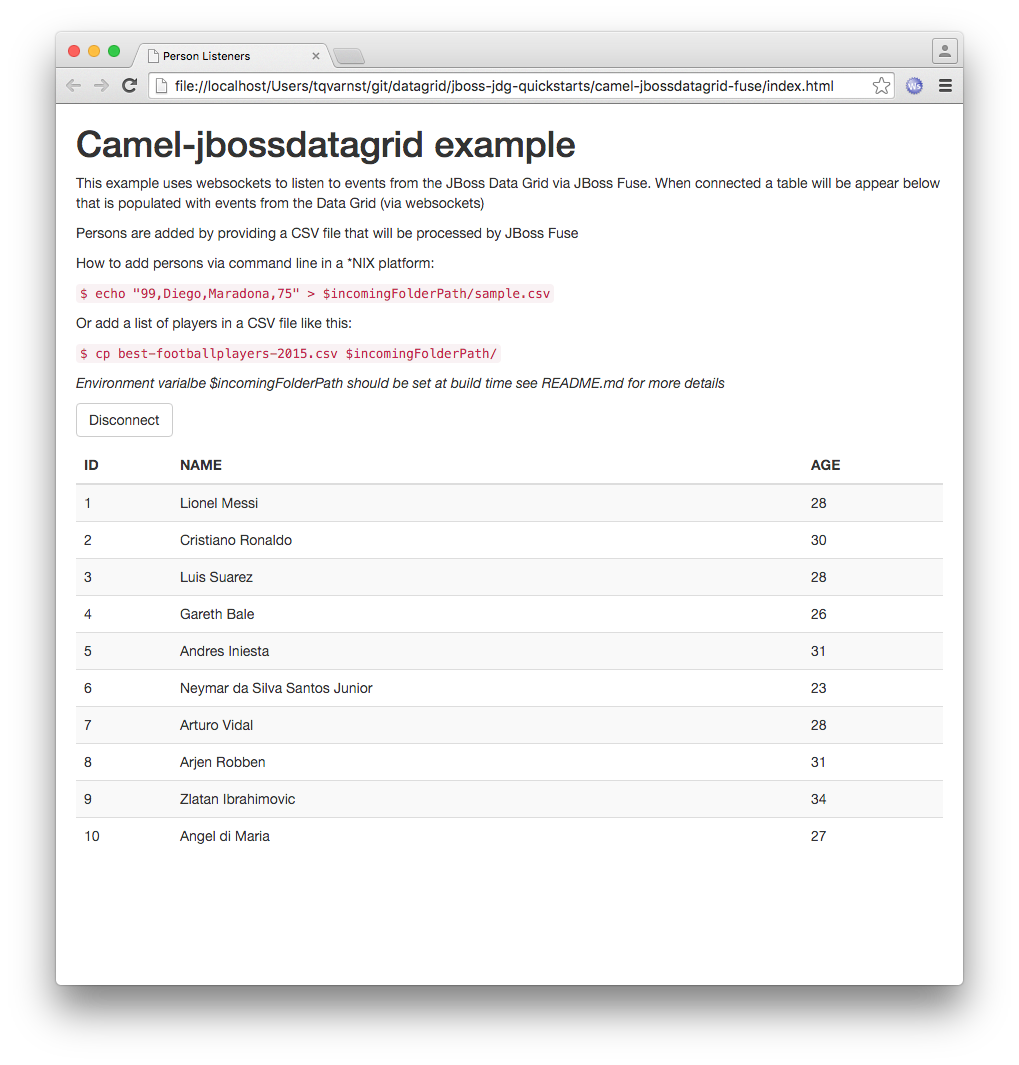 Person Listeners
file://localhost/Users/tqvarnst/git/datagrid/jboss-jdg-quickstarts/camel-jbossdatagrid-fuse/index.html
Ws
Camel-jbossdatagrid example
This example uses websockets to listen to events from the JBoss Data Grid via JBoss Fuse. When connected a table will be appear below
that is populated with events from the Data Grid (via websockets)
Persons are added by providing a CSV file that will be processed by JBoss Fuse
How to add persons via command line in a *NIX platform:
$ echo "99,Diego,Maradona,75" > $incomingFolderPath/sample.csv
Or add a list of players in a CSV file like this:
$ cp best-footballplayers-2015.csv $incomingFolderPath/
Environment varialbe $incomingFolderPath should be set at build time see README.md for more details
Disconnect
ID NAME AGE
1 Lionel Messi 28
2 Cristiano Ronaldo 30
3 Luis Suarez 28
4 Gareth Bale 26
5 Andres Iniesta 31
6 Neymar da Silva Santos Junior 23
7 Arturo Vidal 28
8 Arjen Robben 31
9 Zlatan Ibrahimovic 34
10 Angel di Maria 27